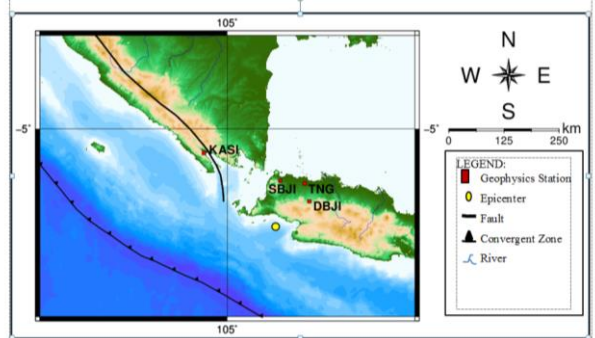 105°
−5°
−5°
KASI
SBJI
TNG
DBJI
105°
N
W
E
S
km
0
125
250
LEGEND:
Geophysics Station
Epicenter
Fault
Convergent Zone
River